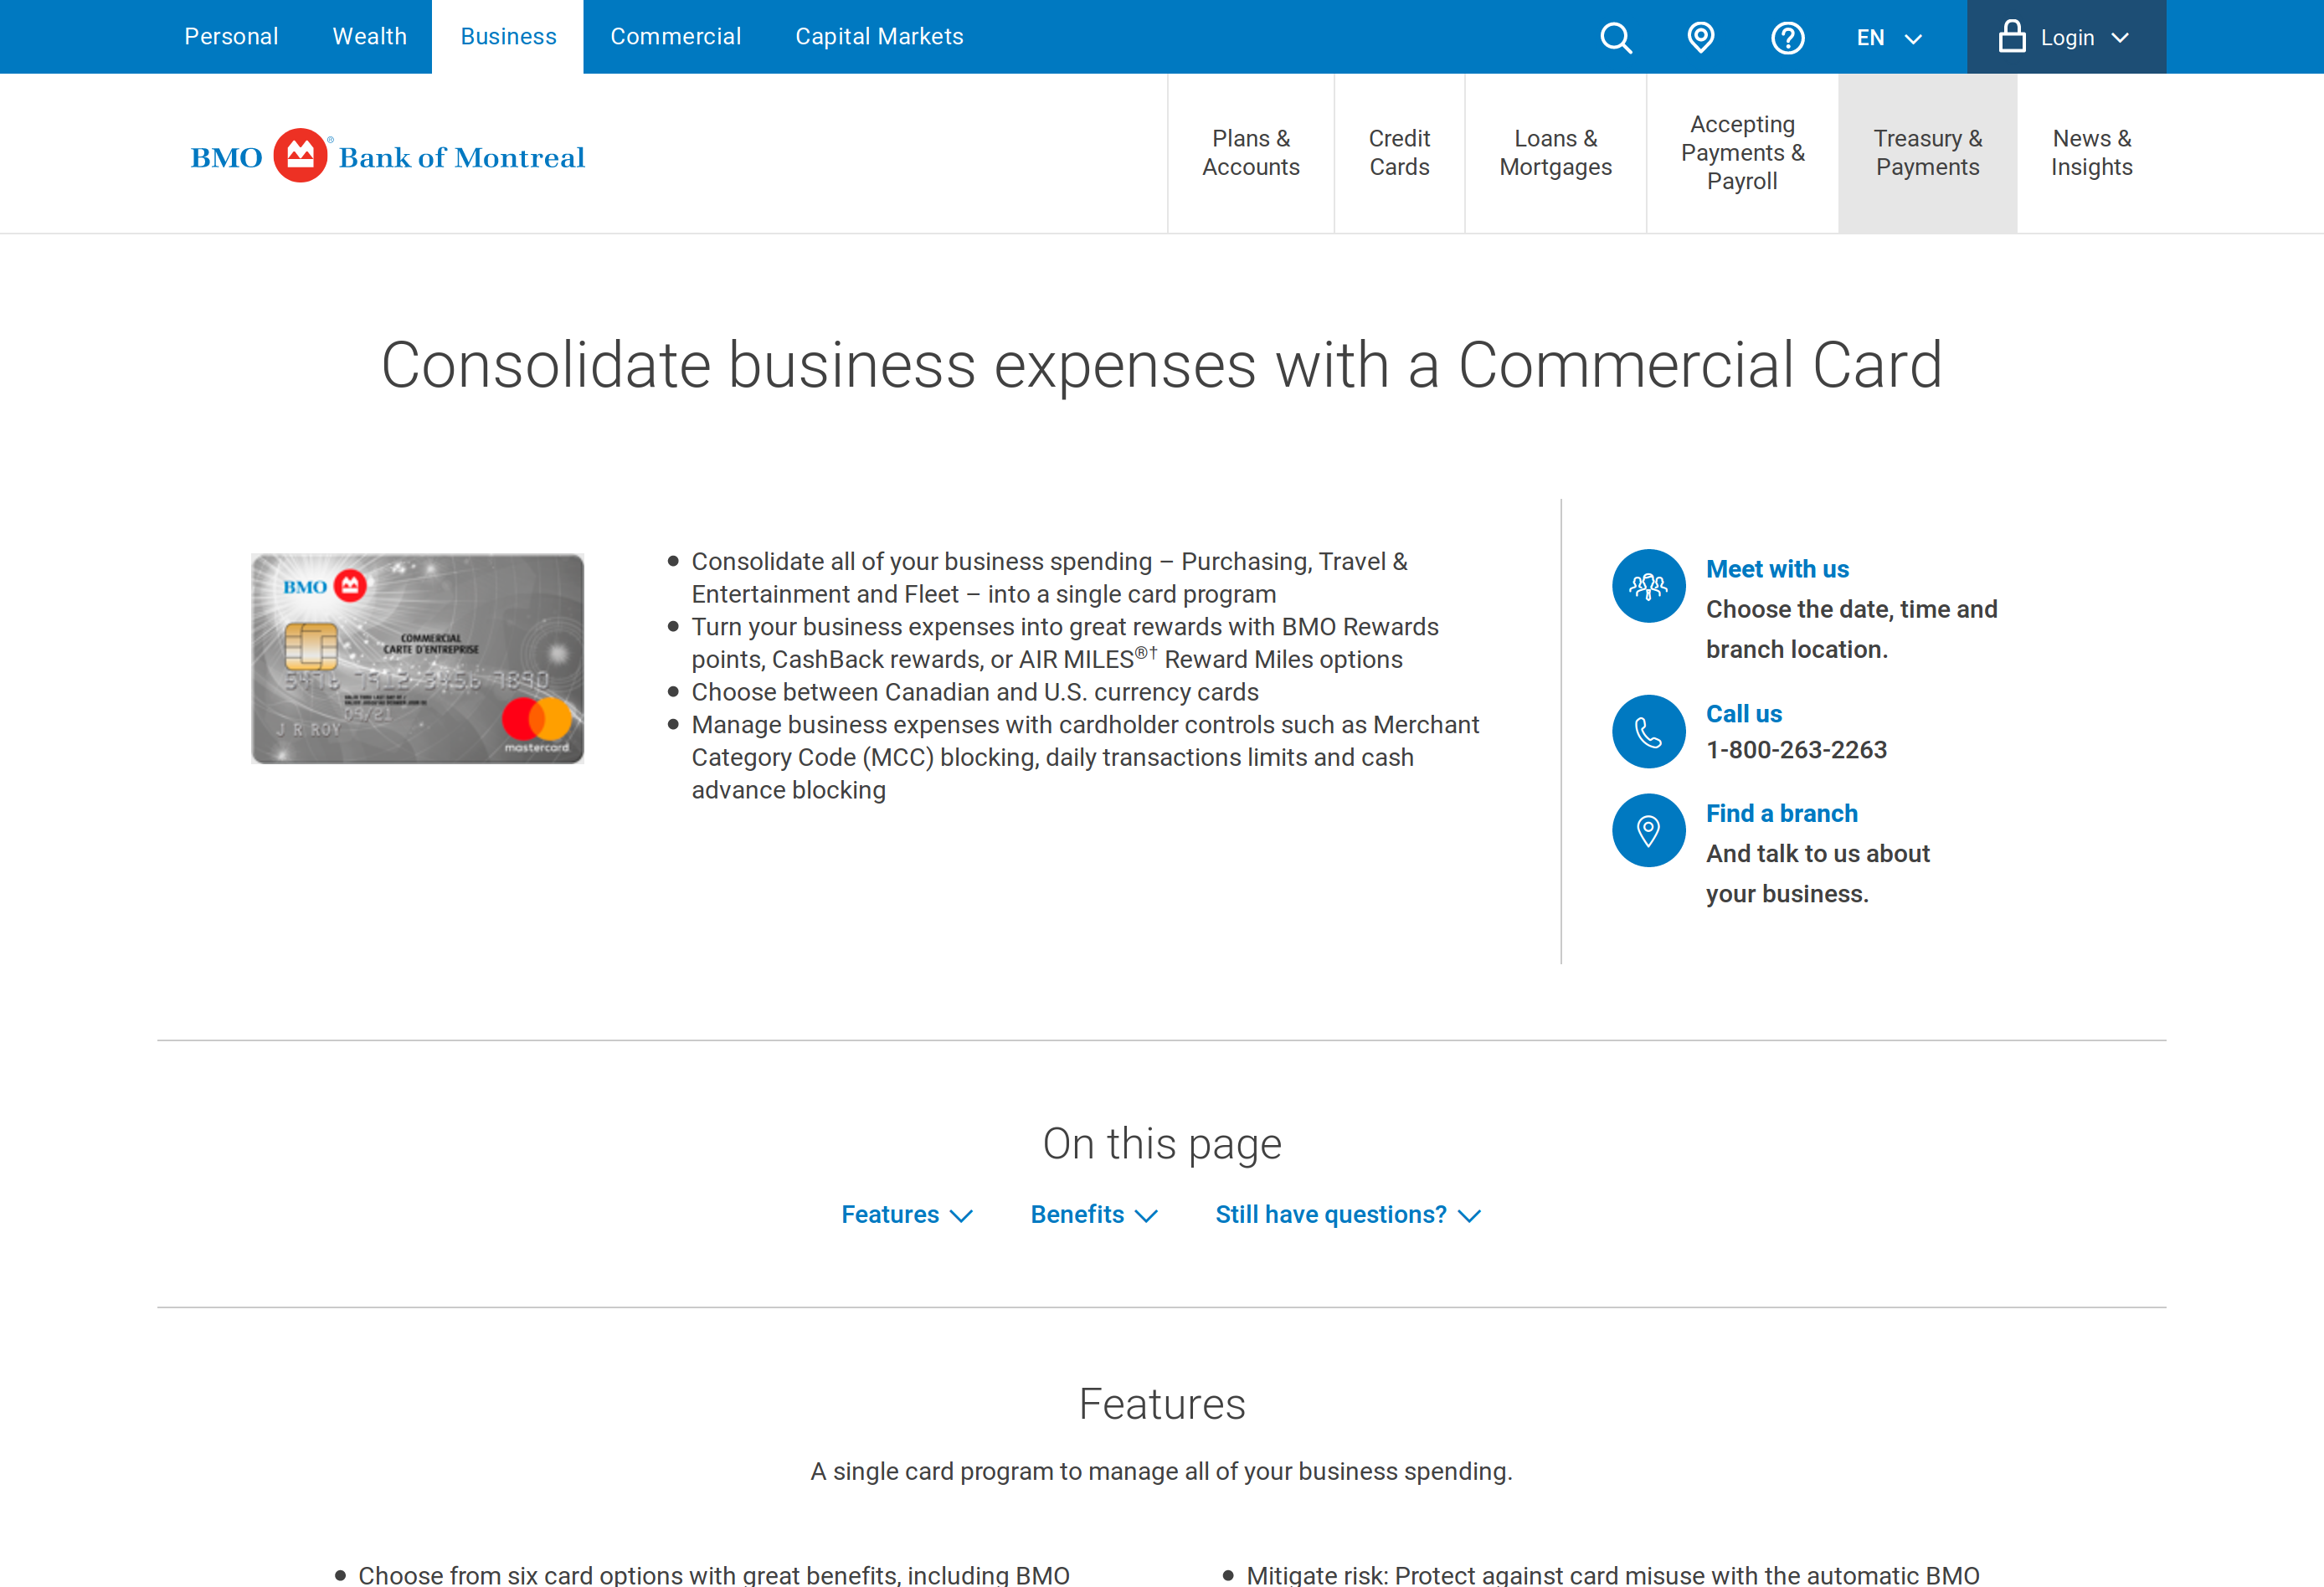 Personal Wealth Business Commercial Capital Markets EN Login
BMO ® Bank of Montreal
Plans & Accounts
Credit Cards
Loans & Mortgages
Accepting Payments & Payroll
Treasury & Payments
News & Insights
Consolidate business expenses with a Commercial Card
BMO
COMMERCIAL
CARTE D'ENTREPRISE
5476 7912 3456 7890
09/21
J R ROY
mastercard
● Consolidate all of your business spending – Purchasing, Travel &
Entertainment and Fleet – into a single card program
● Turn your business expenses into great rewards with BMO Rewards
points, CashBack rewards, or AIR MILES®† Reward Miles options
● Choose between Canadian and U.S. currency cards
● Manage business expenses with cardholder controls such as Merchant
Category Code (MCC) blocking, daily transactions limits and cash
advance blocking
Meet with us
Choose the date, time and
branch location.
Call us
1-800-263-2263
Find a branch
And talk to us about
your business.
On this page
Features Benefits Still have questions?
Features
A single card program to manage all of your business spending.
● Choose from six card options with great benefits, including BMO
● Mitigate risk: Protect against card misuse with the automatic BMO